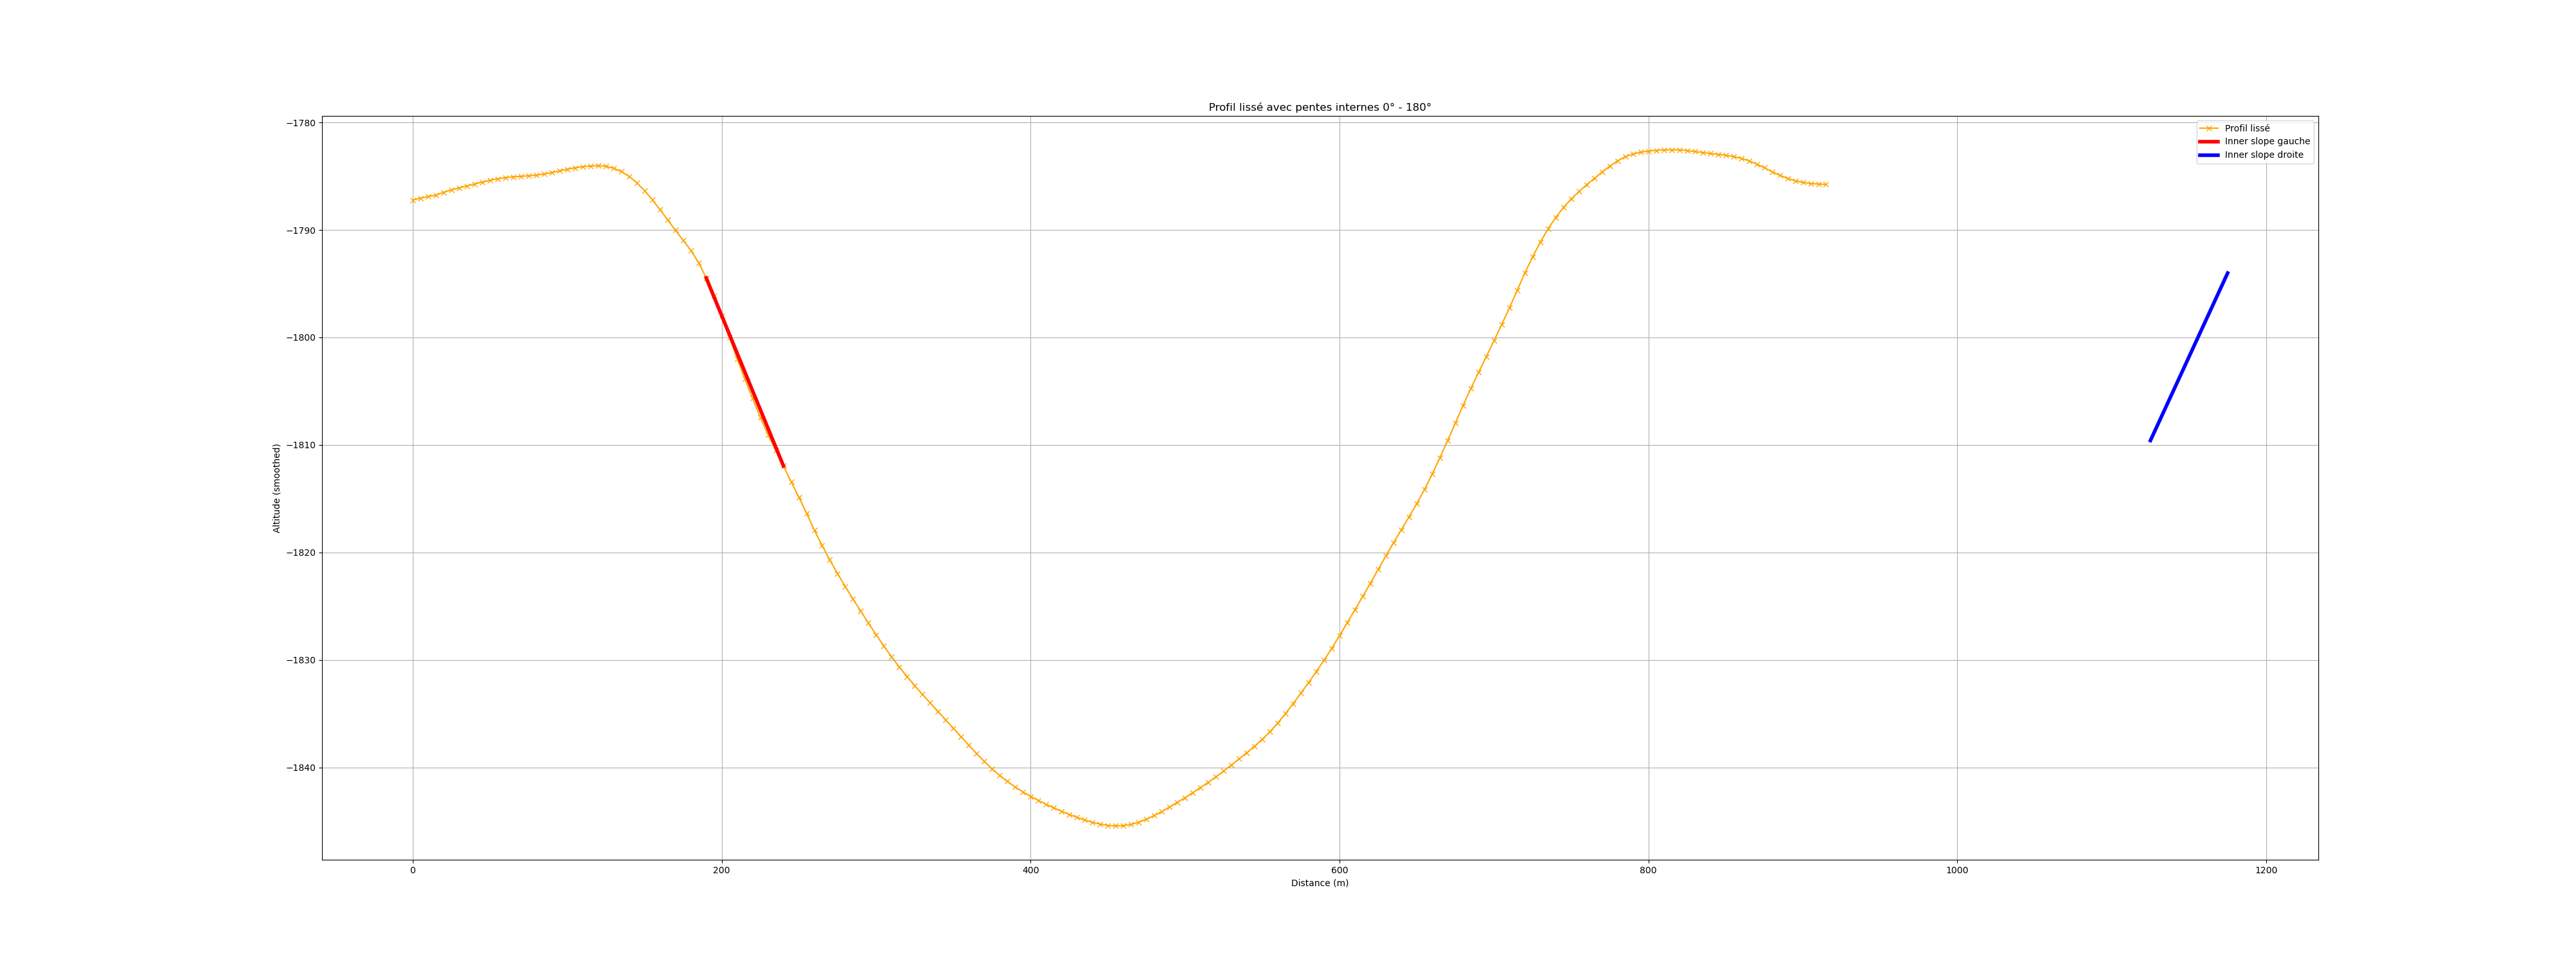 Profil lissé avec pentes internes 0° - 180°
Profil lissé
Inner slope gauche
Inner slope droite
Altitude (smoothed)
−1780
−1790
−1800
−1810
−1820
−1830
−1840
0
200
400
600
800
1000
1200
Distance (m)